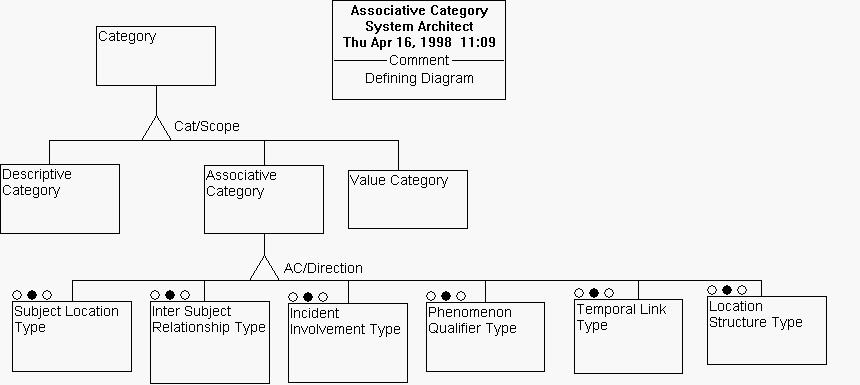 Associative Category
System Architect
Thu Apr 16, 1998 11:09
Comment
Defining Diagram
Category
Cat/Scope
Descriptive
Category
Associative
Category
Value Category
AC/Direction
Subject Location
Type
Inter Subject
Relationship Type
Incident
Involvement Type
Phenomenon
Qualifier Type
Temporal Link
Type
Location
Structure Type